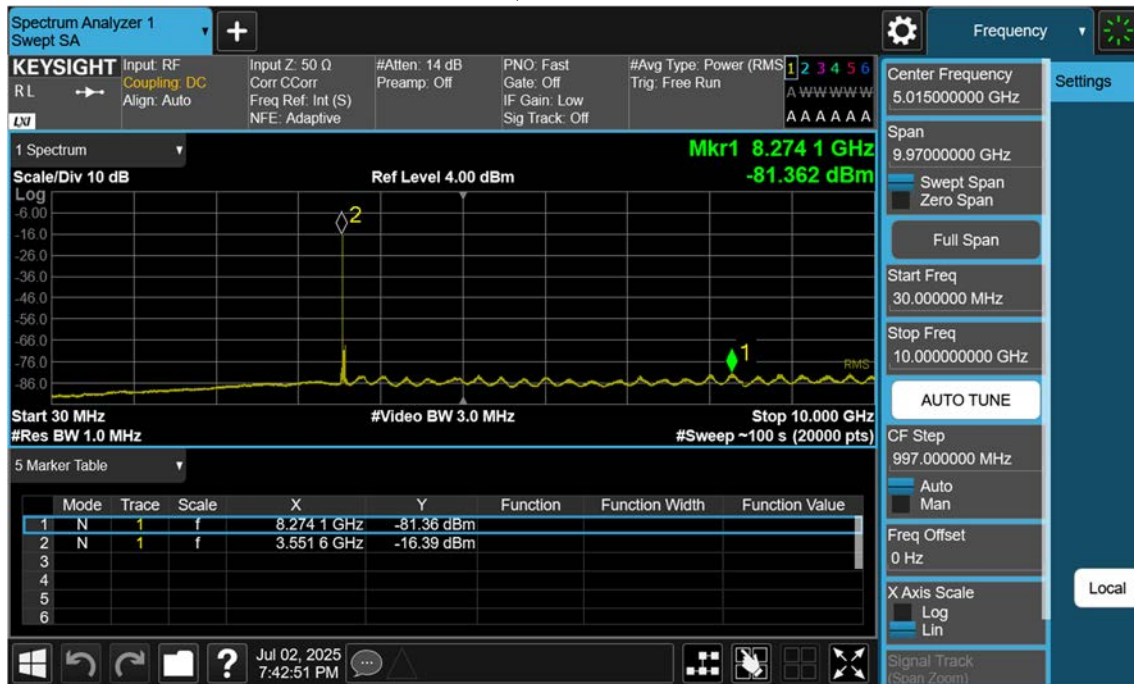 Spectrum Analyzer 1
Swept SA
Frequency
KEYSIGHT
RL
LXI
Input: RF
Coupling: DC
Align: Auto
Input Z: 50 Ω
Corr CCorr
Freq Ref: Int (S)
NFE: Adaptive
#Atten: 14 dB
Preamp: Off
PNO: Fast
Gate: Off
IF Gain: Low
Sig Track: Off
#Avg Type: Power (RMS
Trig: Free Run
1 2 3 4 5 6
A W W W W W
A A A A A A
1 Spectrum
Scale/Div 10 dB
Ref Level 4.00 dBm
Mkr1 8.274 1 GHz
-81.362 dBm
Log
-6.00
-16.0
-26.0
-36.0
-46.0
-56.0
-66.0
-76.0
-86.0
2
1
RMS
Start 30 MHz
#Video BW 3.0 MHz
Stop 10.000 GHz
#Res BW 1.0 MHz
#Sweep ~100 s (20000 pts)
5 Marker Table
Mode Trace Scale X Y Function Function Width Function Value
1 N 1 f 8.274 1 GHz -81.36 dBm
2 N 1 f 3.551 6 GHz -16.39 dBm
3
4
5
6
?
Jul 02, 2025
7:42:51 PM
Center Frequency
5.015000000 GHz
Span
9.97000000 GHz
Swept Span
Zero Span
Full Span
Start Freq
30.000000 MHz
Stop Freq
10.000000000 GHz
AUTO TUNE
CF Step
997.000000 MHz
Auto
Man
Freq Offset
0 Hz
X Axis Scale
Log
Lin
Signal Track
(Span Zoom)
Settings
Local